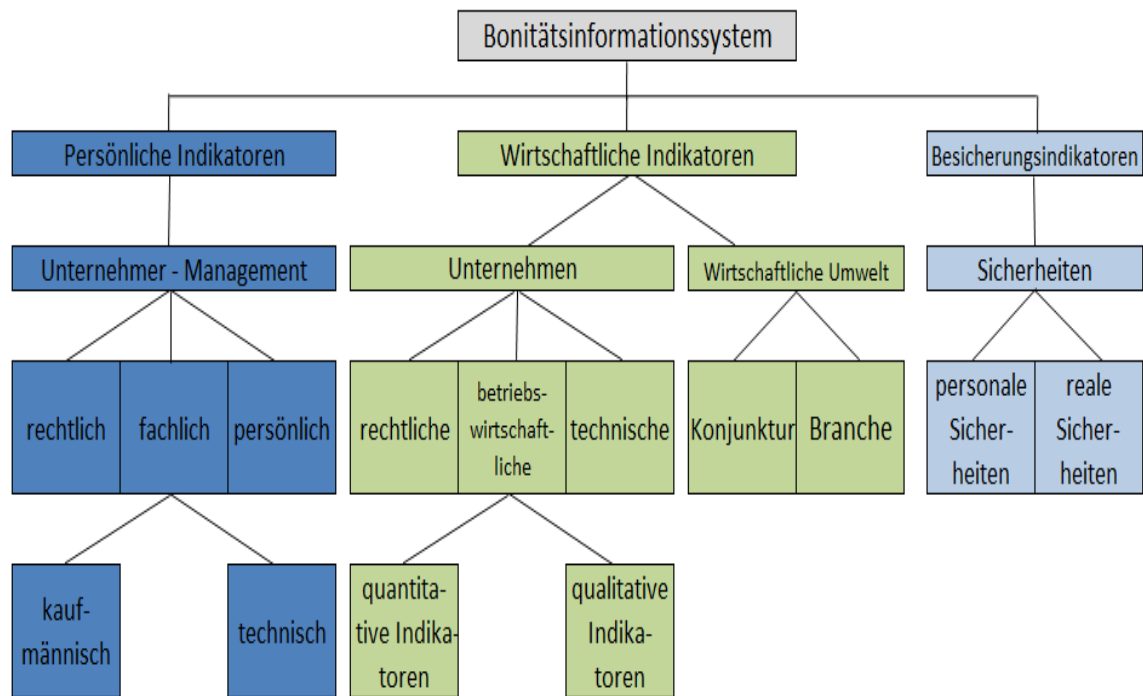 Bonitätsinformationssystem
Persönliche Indikatoren
Wirtschaftliche Indikatoren
Besicherungsindikatoren
Unternehmer - Management
Unternehmen
Wirtschaftliche Umwelt
Sicherheiten
rechtlich
fachlich
persönlich
rechtliche
betriebs-
wirtschaft-
liche
technische
Konjunktur
Branche
personale
Sicher-
heiten
reale
Sicher-
heiten
kauf-
männisch
technisch
quantita-
tive Indika-
toren
qualitative
Indika-
toren